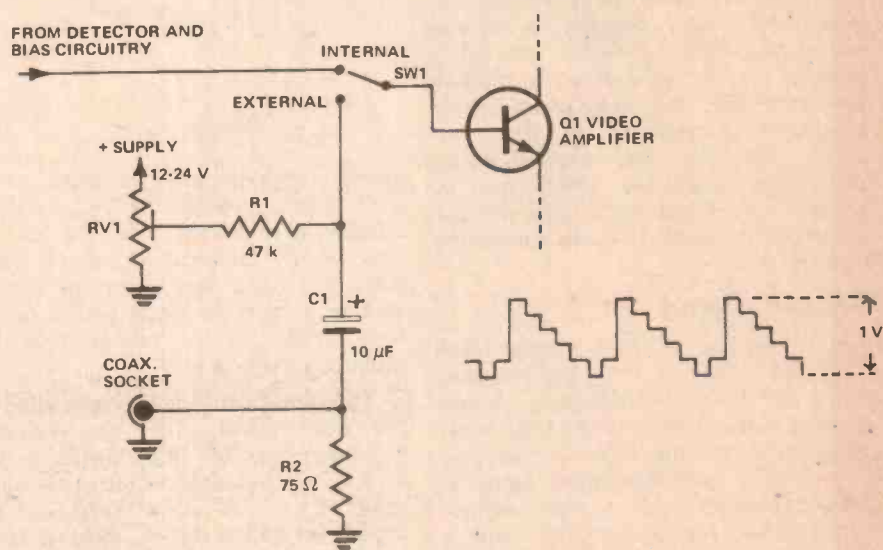 FROM DETECTOR AND
BIAS CIRCUITRY
INTERNAL
SW1
EXTERNAL
Q1 VIDEO
AMPLIFIER
+ SUPPLY
12-24 V
RV1
R1
47 k
C1
+
10 µF
1 V
COAX.
SOCKET
R2
75 Ω